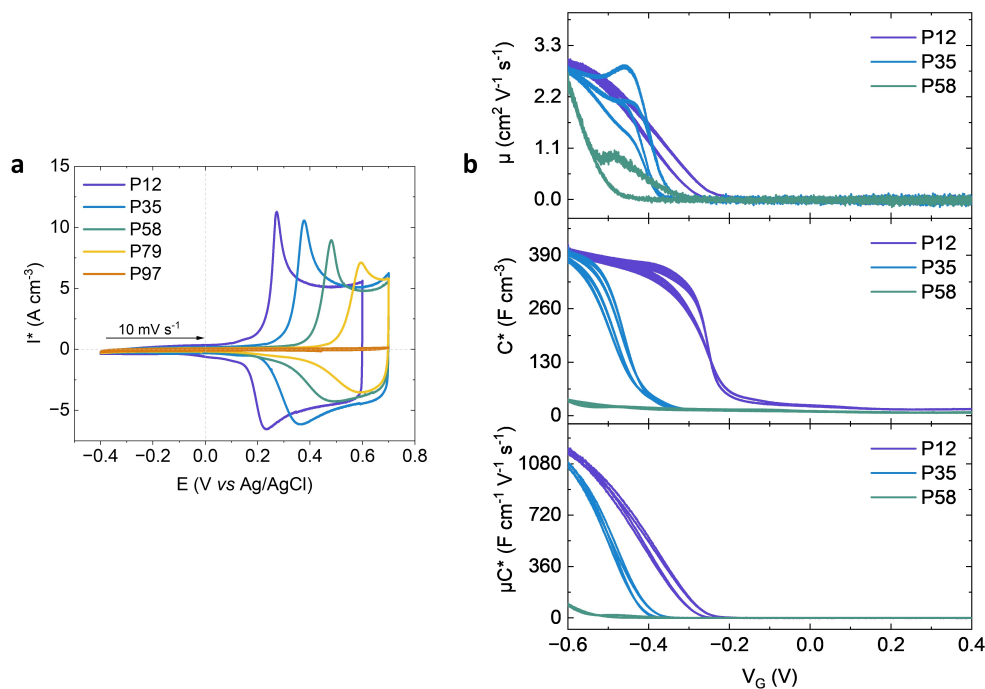 a
15
10
5
0
−5
I* (A cm⁻³)
P12
P35
P58
P79
P97
10 mV s⁻¹
−0.4 −0.2 0.0 0.2 0.4 0.6 0.8
E (V vs Ag/AgCl)
b
3.3
2.2
1.1
0.0
μ (cm² V⁻¹ s⁻¹)
P12
P35
P58
390
260
130
0
C* (F cm⁻³)
P12
P35
P58
1080
720
360
0
μC* (F cm⁻¹ V⁻¹ s⁻¹)
P12
P35
P58
−0.6 −0.4 −0.2 0.0 0.2 0.4
V_G (V)